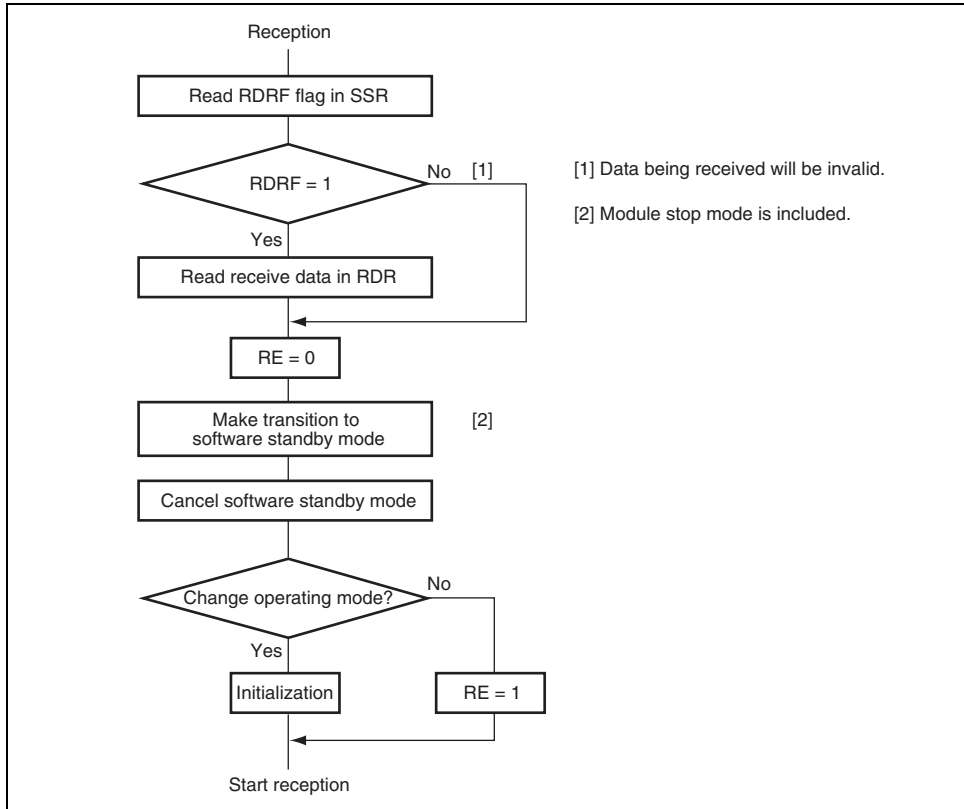 Reception
Read RDRF flag in SSR
RDRF = 1
No [1]
[1] Data being received will be invalid.
[2] Module stop mode is included.
Yes
Read receive data in RDR
RE = 0
Make transition to
software standby mode
[2]
Cancel software standby mode
Change operating mode?
No
Yes
Initialization
RE = 1
Start reception